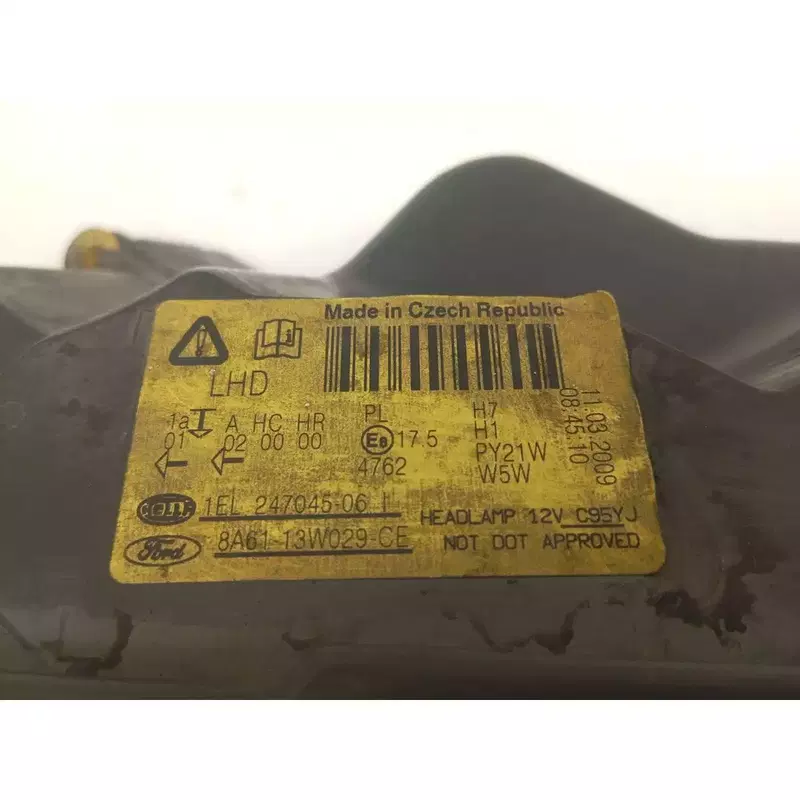 Made in Czech Republic
LHD
11.03.2009
08:45:10
1a A HC HR
01 02 00 00
PL
E8 17.5
4762
H7
H1
PY21W
W5W
1EL 247045-06 L
HEADLAMP 12V C95YJ
Ford 8A61-13W029-CE
NOT DOT APPROVED